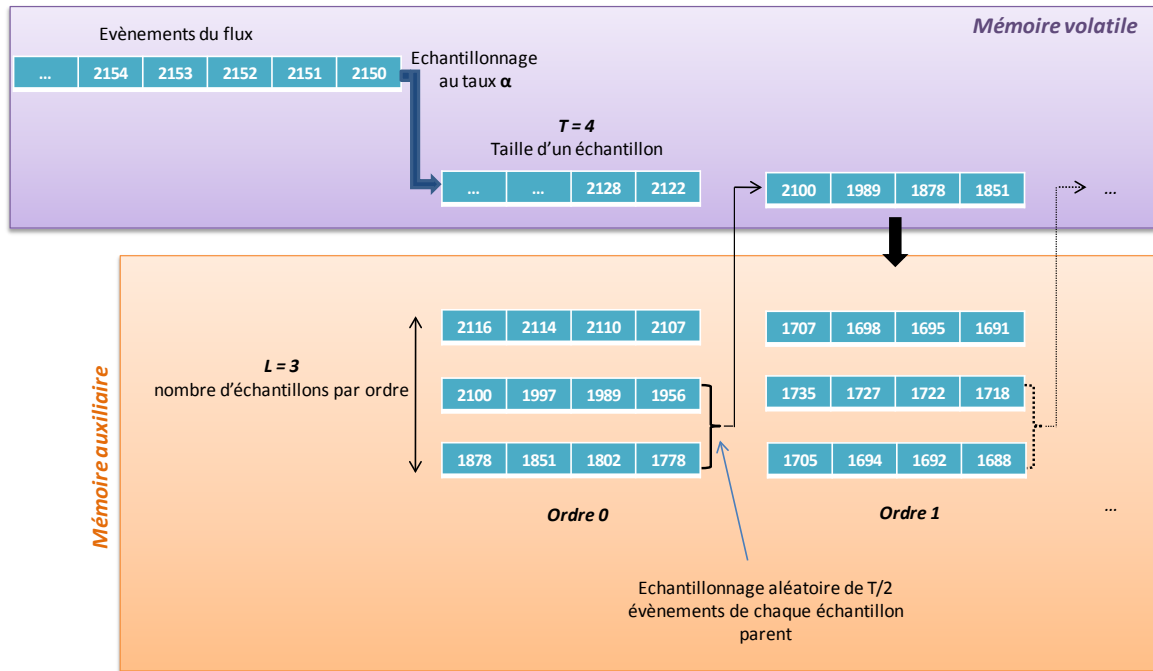 Mémoire volatile
Evènements du flux
... 2154 2153 2152 2151 2150
Echantillonnage
au taux α
T = 4
Taille d'un échantillon
... ... 2128 2122
2100 1989 1878 1851
...
Mémoire auxiliaire
L = 3
nombre d'échantillons par ordre
2116 2114 2110 2107
2100 1997 1989 1956
1878 1851 1802 1778
Ordre 0
1707 1698 1695 1691
1735 1727 1722 1718
1705 1694 1692 1688
Ordre 1
...
Echantillonnage aléatoire de T/2
évènements de chaque échantillon
parent